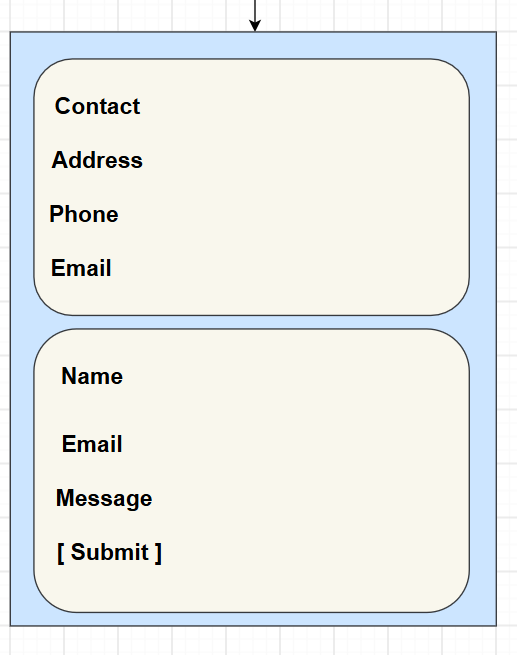 Contact
Address
Phone
Email
Name
Email
Message
[ Submit ]